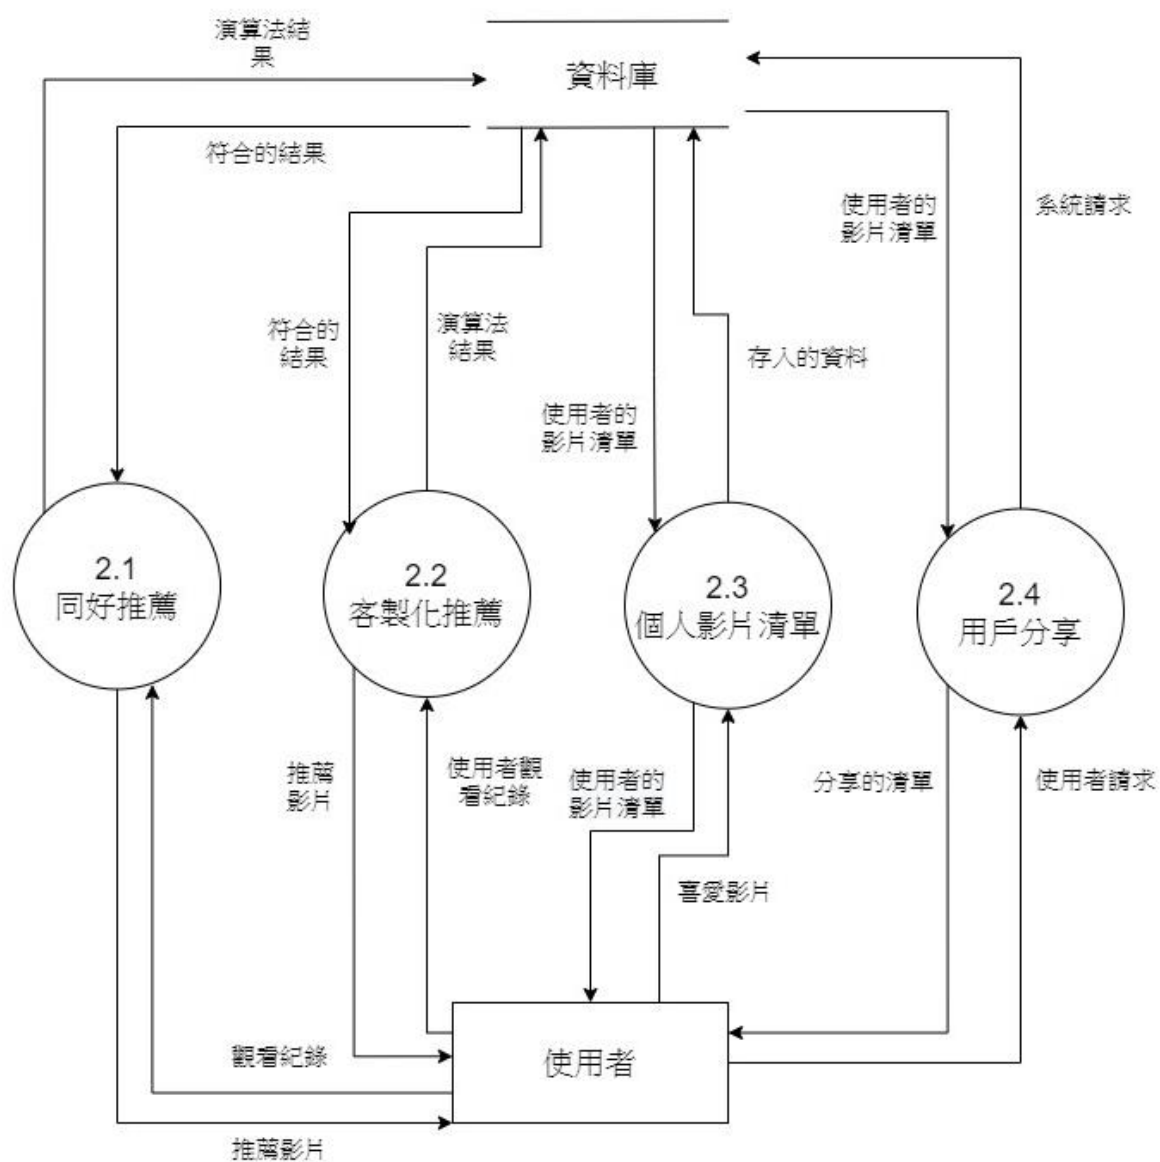 演算法結
果
資料庫
符合的結果
使用者的
影片清單
系統請求
符合的
結果
演算法
結果
存入的資料
使用者的
影片清單
2.1
同好推薦
2.2
客製化推薦
2.3
個人影片清單
2.4
用戶分享
推薦
影片
使用者觀
看紀錄
使用者的
影片清單
分享的清單
使用者請求
喜愛影片
觀看紀錄
使用者
推薦影片